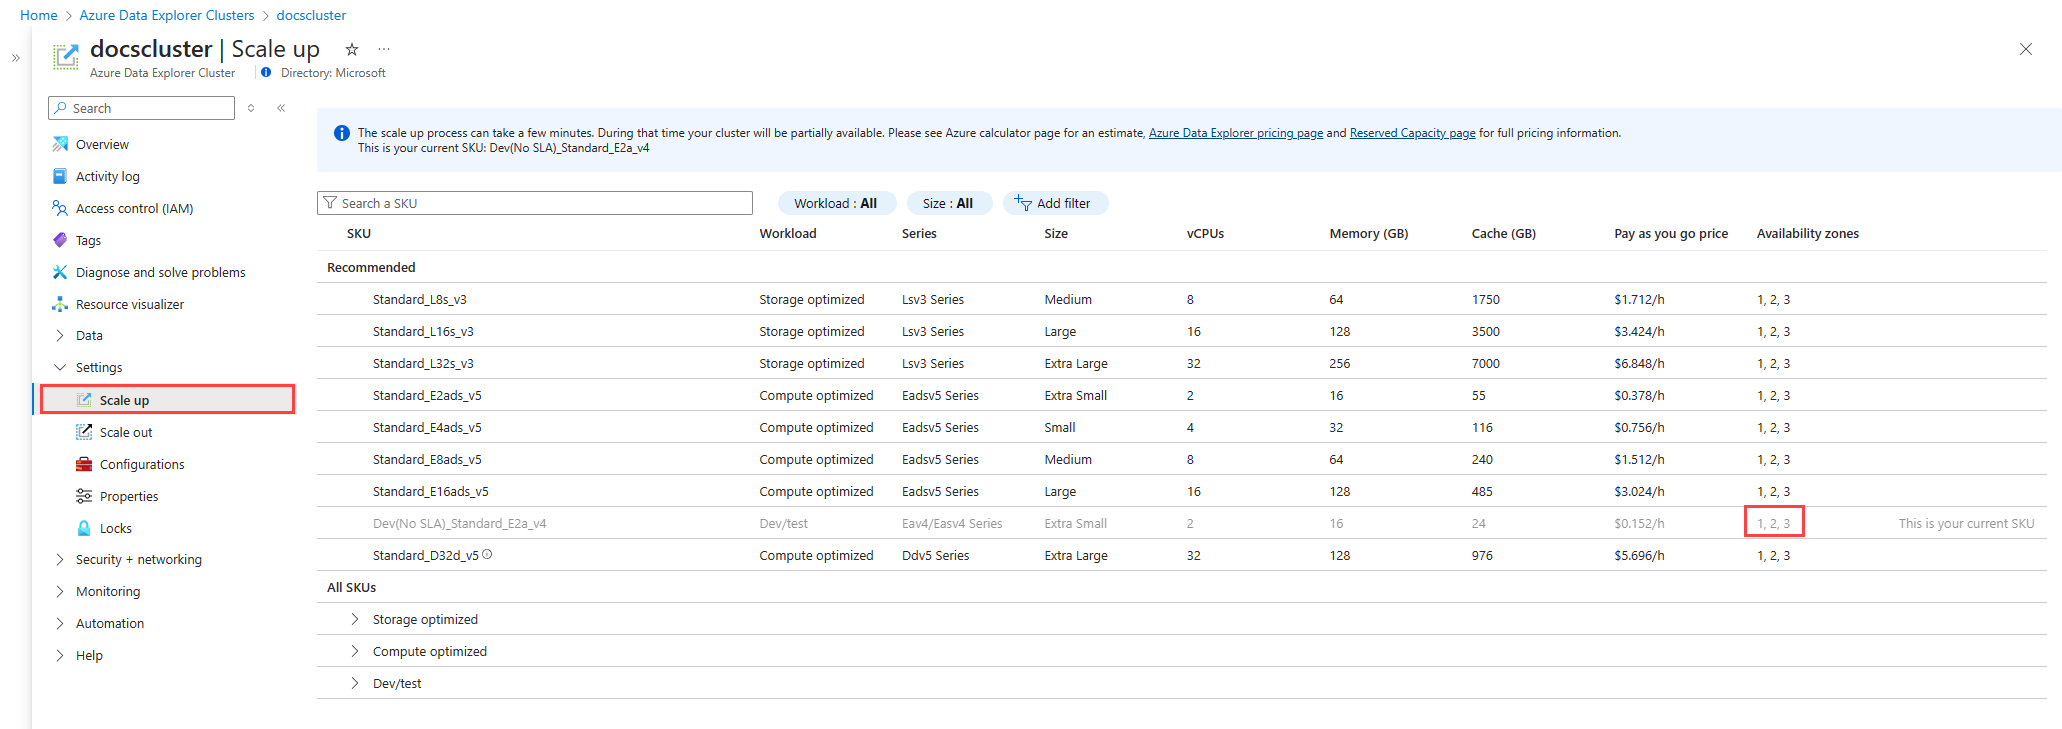 Home > Azure Data Explorer Clusters > docscluster
docscluster | Scale up
Azure Data Explorer Cluster Directory: Microsoft
Search
Overview
Activity log
Access control (IAM)
Tags
Diagnose and solve problems
Resource visualizer
Data
Settings
Scale up
Scale out
Configurations
Properties
Locks
Security + networking
Monitoring
Automation
Help
The scale up process can take a few minutes. During that time your cluster will be partially available. Please see Azure calculator page for an estimate, Azure Data Explorer pricing page and Reserved Capacity page for full pricing information.
This is your current SKU: Dev(No SLA)_Standard_E2a_v4
Search a SKU Workload : All Size : All Add filter
SKU Workload Series Size vCPUs Memory (GB) Cache (GB) Pay as you go price Availability zones
Recommended
Standard_L8s_v3 Storage optimized Lsv3 Series Medium 8 64 1750 $1.712/h 1, 2, 3
Standard_L16s_v3 Storage optimized Lsv3 Series Large 16 128 3500 $3.424/h 1, 2, 3
Standard_L32s_v3 Storage optimized Lsv3 Series Extra Large 32 256 7000 $6.848/h 1, 2, 3
Standard_E2ads_v5 Compute optimized Eadsv5 Series Extra Small 2 16 55 $0.378/h 1, 2, 3
Standard_E4ads_v5 Compute optimized Eadsv5 Series Small 4 32 116 $0.756/h 1, 2, 3
Standard_E8ads_v5 Compute optimized Eadsv5 Series Medium 8 64 240 $1.512/h 1, 2, 3
Standard_E16ads_v5 Compute optimized Eadsv5 Series Large 16 128 485 $3.024/h 1, 2, 3
Dev(No SLA)_Standard_E2a_v4 Dev/test Eav4/Easv4 Series Extra Small 2 16 24 $0.152/h 1, 2, 3 This is your current SKU
Standard_D32d_v5 Compute optimized Ddv5 Series Extra Large 32 128 976 $5.696/h 1, 2, 3
All SKUs
Storage optimized
Compute optimized
Dev/test